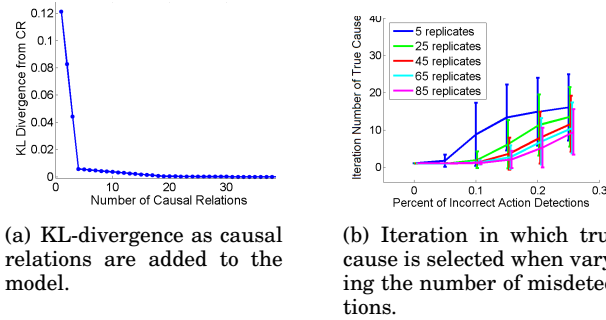 0.12
0.1
0.08
0.06
0.04
0.02
0
0
10
20
30
KL Divergence from CR
Number of Causal Relations
40
30
20
10
0
0
0.1
0.2
0.3
Iteration Number of True Cause
Percent of Incorrect Action Detections
5 replicates
25 replicates
45 replicates
65 replicates
85 replicates
(a) KL-divergence as causal
relations are added to the
model.
(b) Iteration in which tru
cause is selected when vary
ing the number of misdetec
tions.